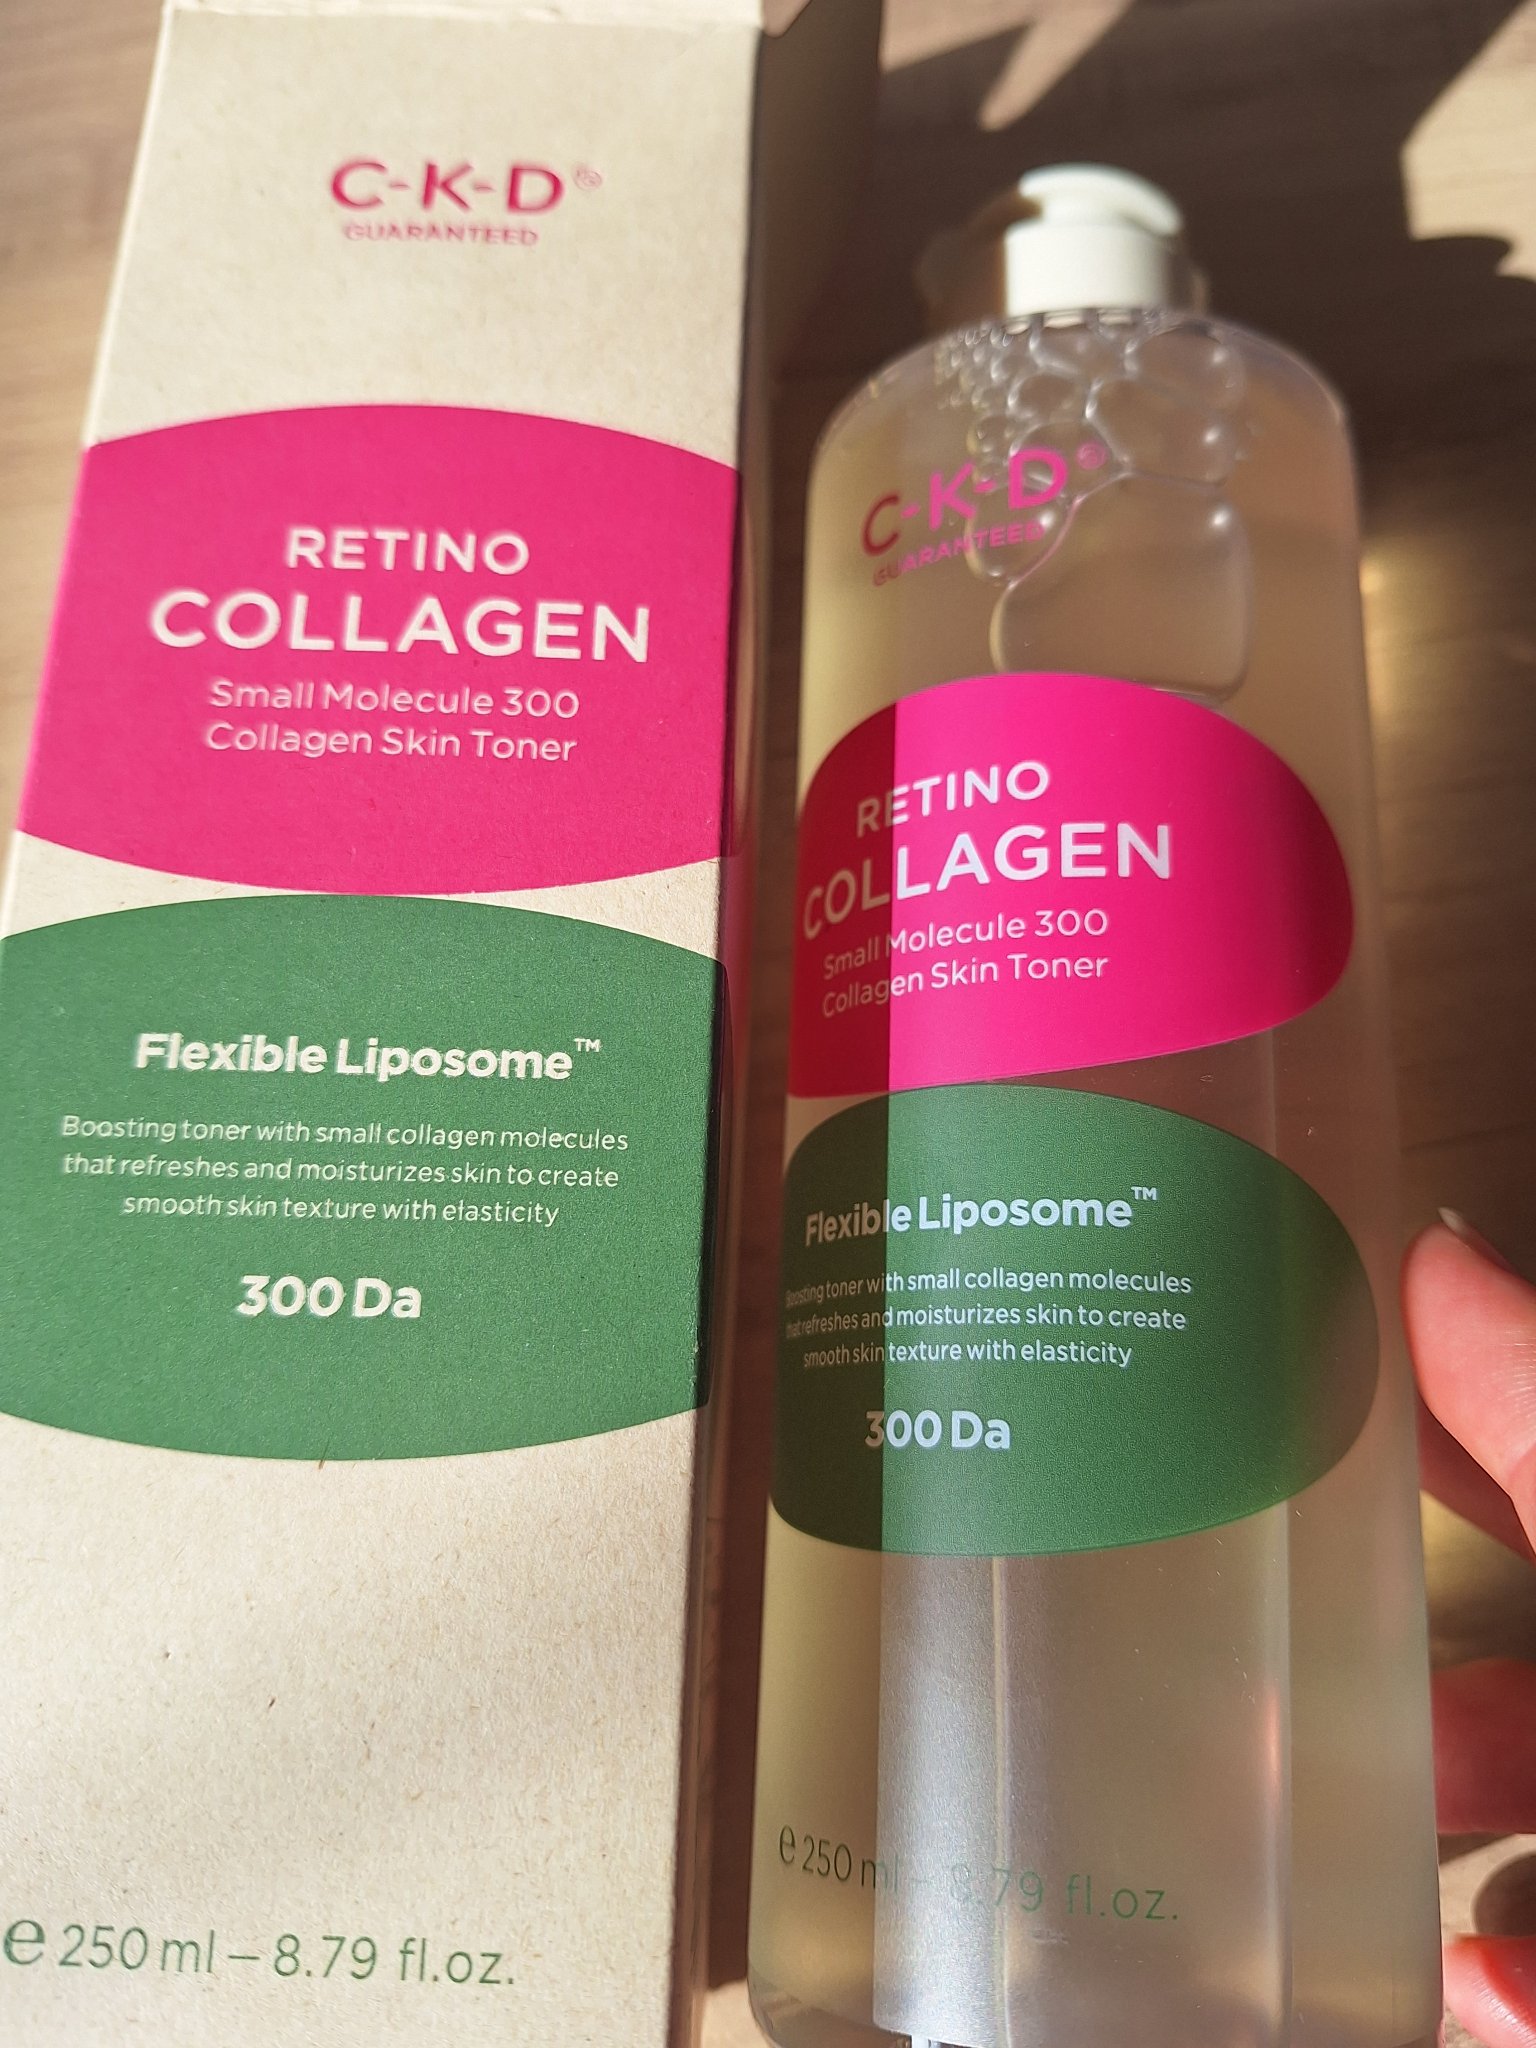 C-K-D®
GUARANTEED
RETINO
COLLAGEN
Small Molecule 300
Collagen Skin Toner
Flexible Liposome™
Boosting toner with small collagen molecules
that refreshes and moisturizes skin to create
smooth skin texture with elasticity
300 Da
e 250 ml – 8.79 fl.oz.
C-K-D®
GUARANTEED
RETINO
COLLAGEN
Small Molecule 300
Collagen Skin Toner
Flexible Liposome™
Boosting toner with small collagen molecules
that refreshes and moisturizes skin to create
smooth skin texture with elasticity
300 Da
e 250 ml – 8.79 fl.oz.